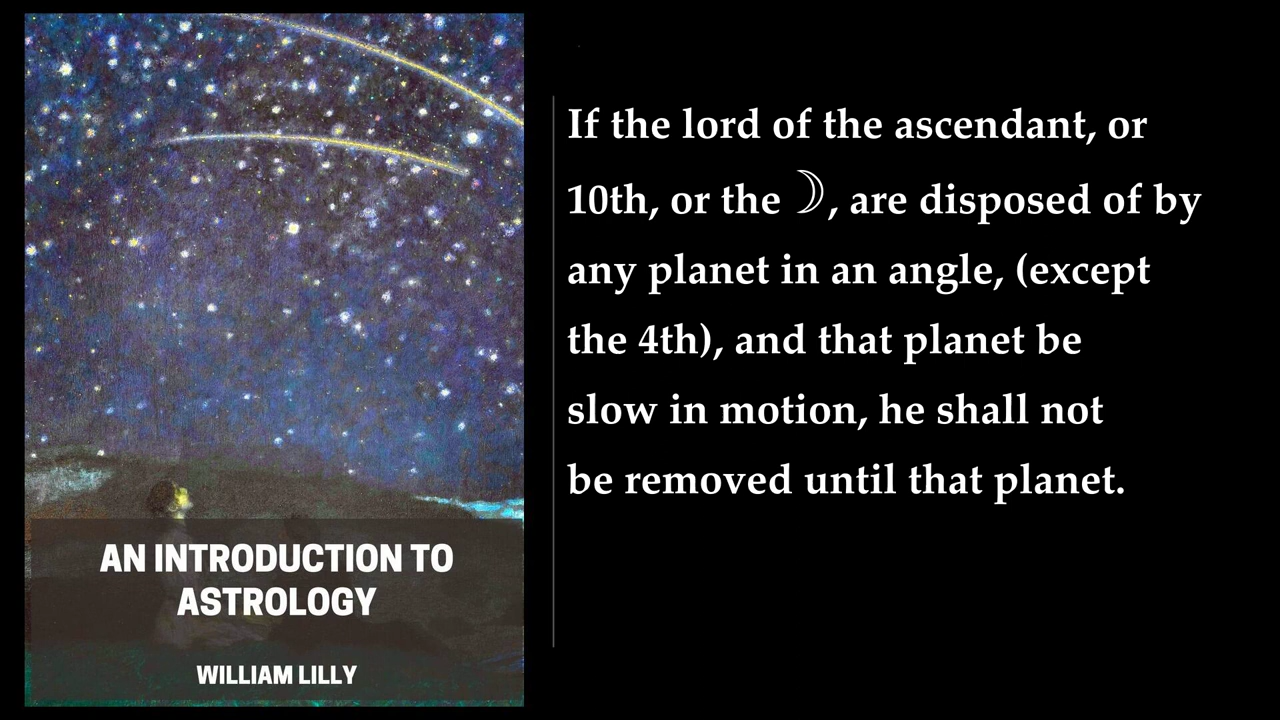 AN INTRODUCTION TO
ASTROLOGY
WILLIAM LILLY
If the lord of the ascendant, or
10th, or the ☽, are disposed of by
any planet in an angle, (except
the 4th), and that planet be
slow in motion, he shall not
be removed until that planet.